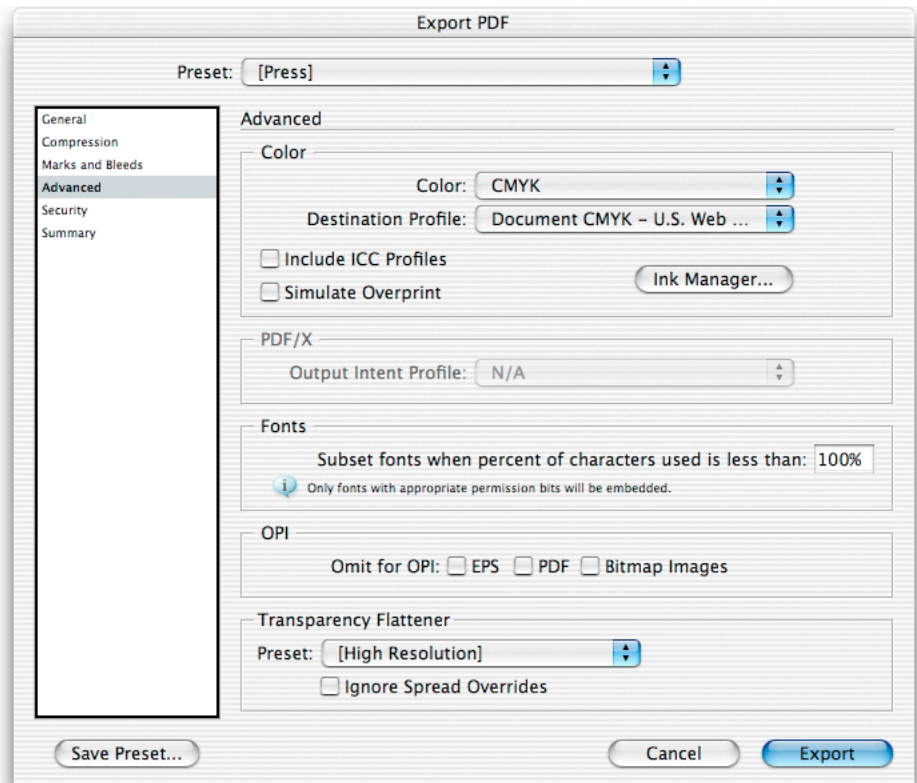 Export PDF
Preset: [Press]
General
Compression
Marks and Bleeds
Advanced
Security
Summary
Advanced
Color
Color: CMYK
Destination Profile: Document CMYK – U.S. Web ...
Include ICC Profiles
Simulate Overprint
Ink Manager...
PDF/X
Output Intent Profile: N/A
Fonts
Subset fonts when percent of characters used is less than: 100%
i Only fonts with appropriate permission bits will be embedded.
OPI
Omit for OPI: EPS PDF Bitmap Images
Transparency Flattener
Preset: [High Resolution]
Ignore Spread Overrides
Save Preset... Cancel Export